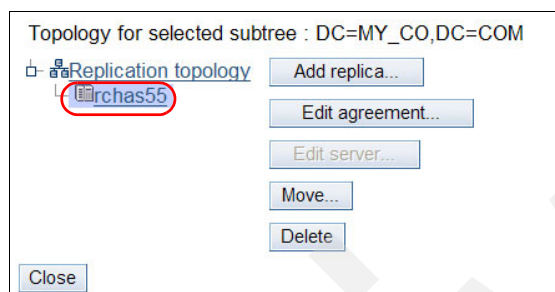 Topology for selected subtree : DC=MY_CO,DC=COM
Replication topology
rchas55
Add replica...
Edit agreement...
Edit server...
Move...
Delete
Close